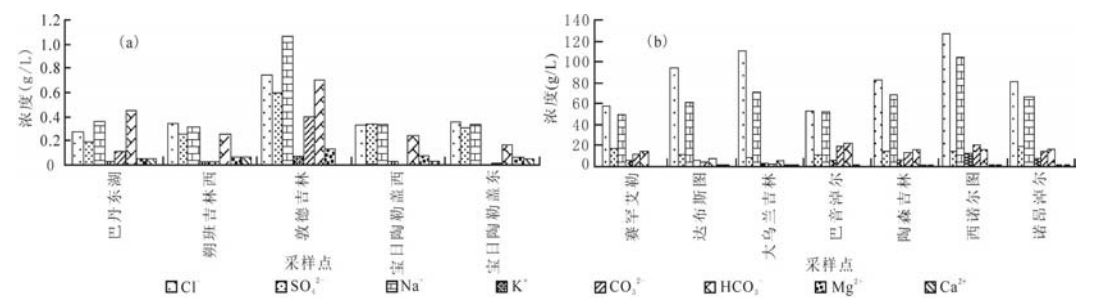 (a)
浓度(g/L)
1.2
1.0
0.8
0.6
0.4
0.2
0
巴丹东湖
朔班吉林西
敦德吉林
宝日陶勒盖西
宝日陶勒盖东
采样点
(b)
浓度(g/L)
140
120
100
80
60
40
20
0
赛罕艾勒
达布斯图
大乌兰吉林
巴音淖尔
陶森吉林
西诺尔图
诺昂淖尔
采样点
Cl⁻ SO₄²⁻ Na⁺ K⁺ CO₃²⁻ HCO₃⁻ Mg²⁺ Ca²⁺